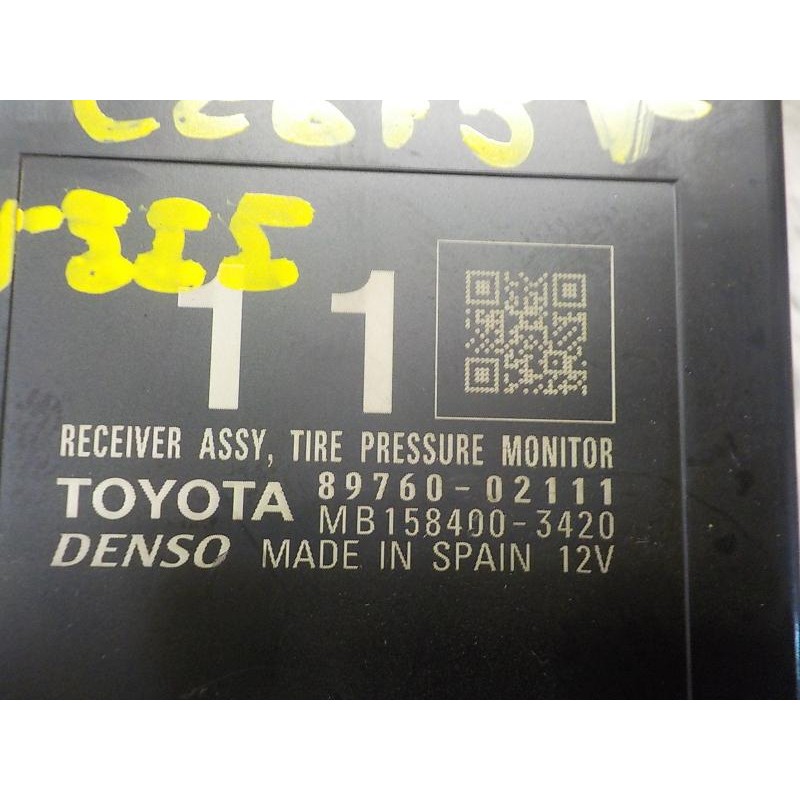 11
RECEIVER ASSY, TIRE PRESSURE MONITOR
TOYOTA 89760-02111
MB158400-3420
DENSO MADE IN SPAIN 12V